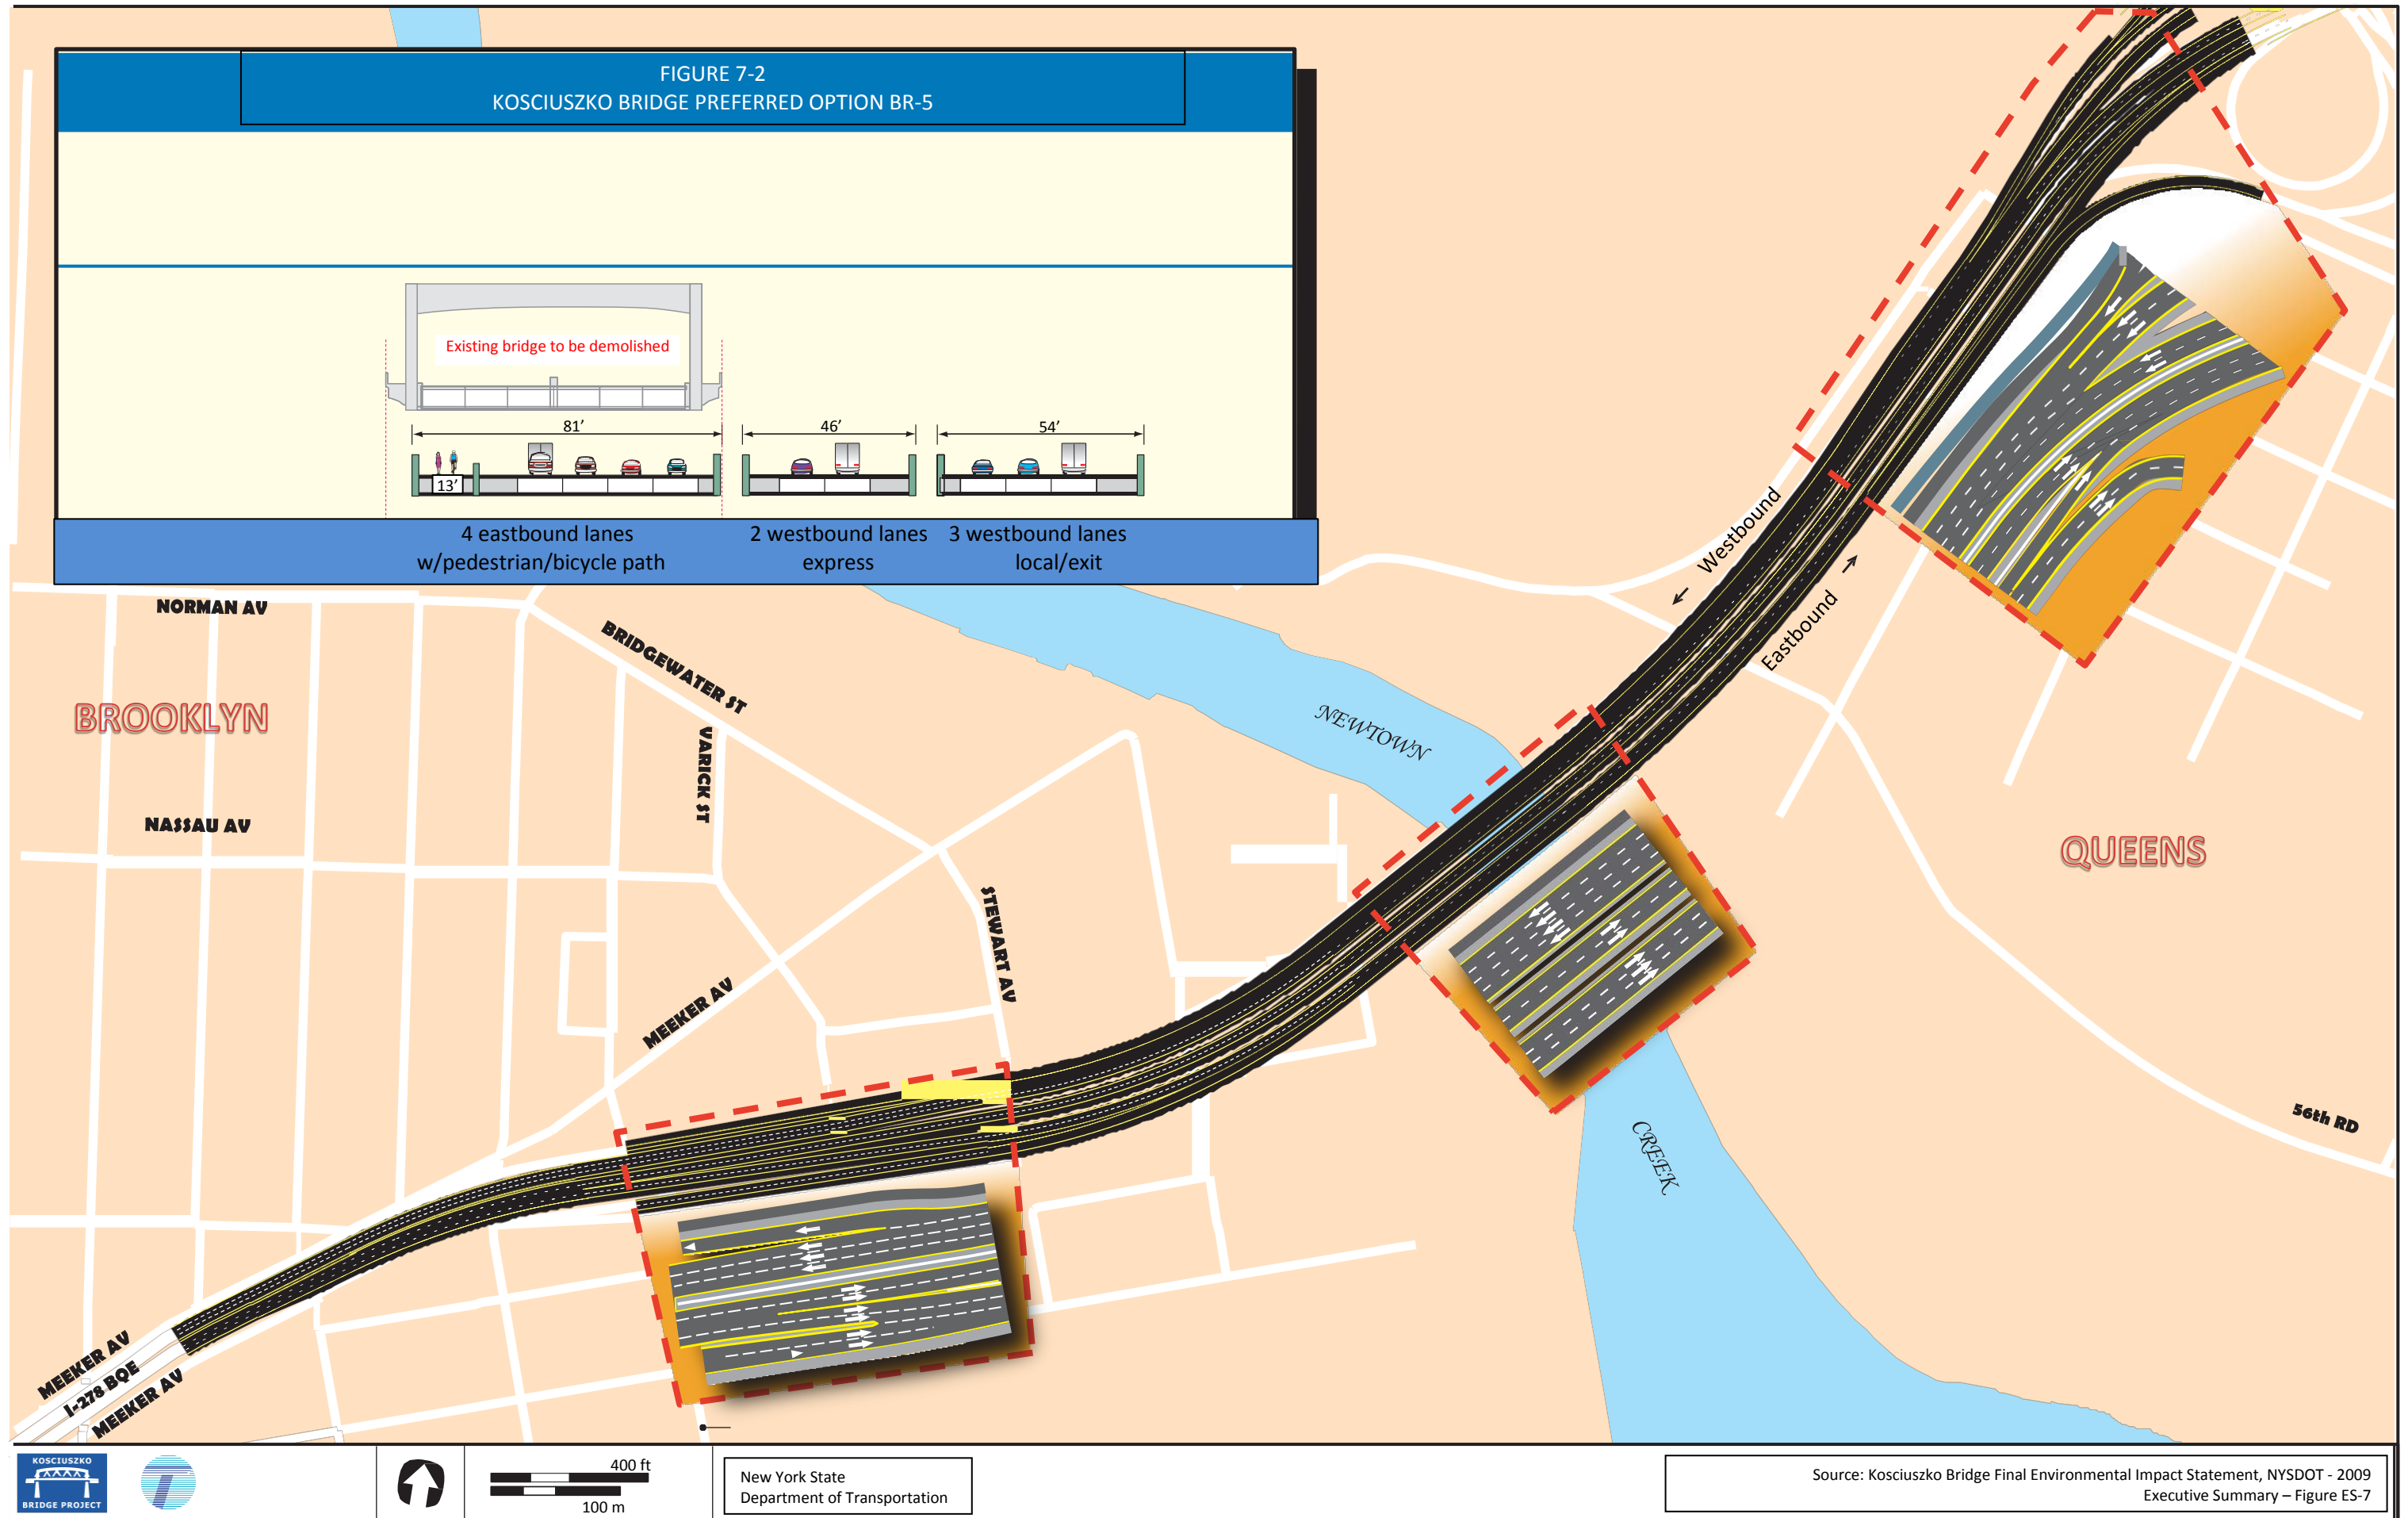 FIGURE 7-2
KOSCIUSZKO BRIDGE PREFERRED OPTION BR-5
Existing bridge to be demolished
81’
46’
54’
13’
4 eastbound lanes
w/pedestrian/bicycle path
2 westbound lanes
express
3 westbound lanes
local/exit
Westbound
Eastbound
NORMAN AV
BRIDGEWATER ST
BROOKLYN
VARICK ST
NEWTOWN
NASSAU AV
QUEENS
STEWART AV
MEEKER AV
CREEK
56th RD
MEEKER AV
I-278 BQE
MEEKER AV
KOSCIUSZKO
BRIDGE PROJECT
400 ft
100 m
New York State
Department of Transportation
Source: Kosciuszko Bridge Final Environmental Impact Statement, NYSDOT - 2009
Executive Summary – Figure ES-7